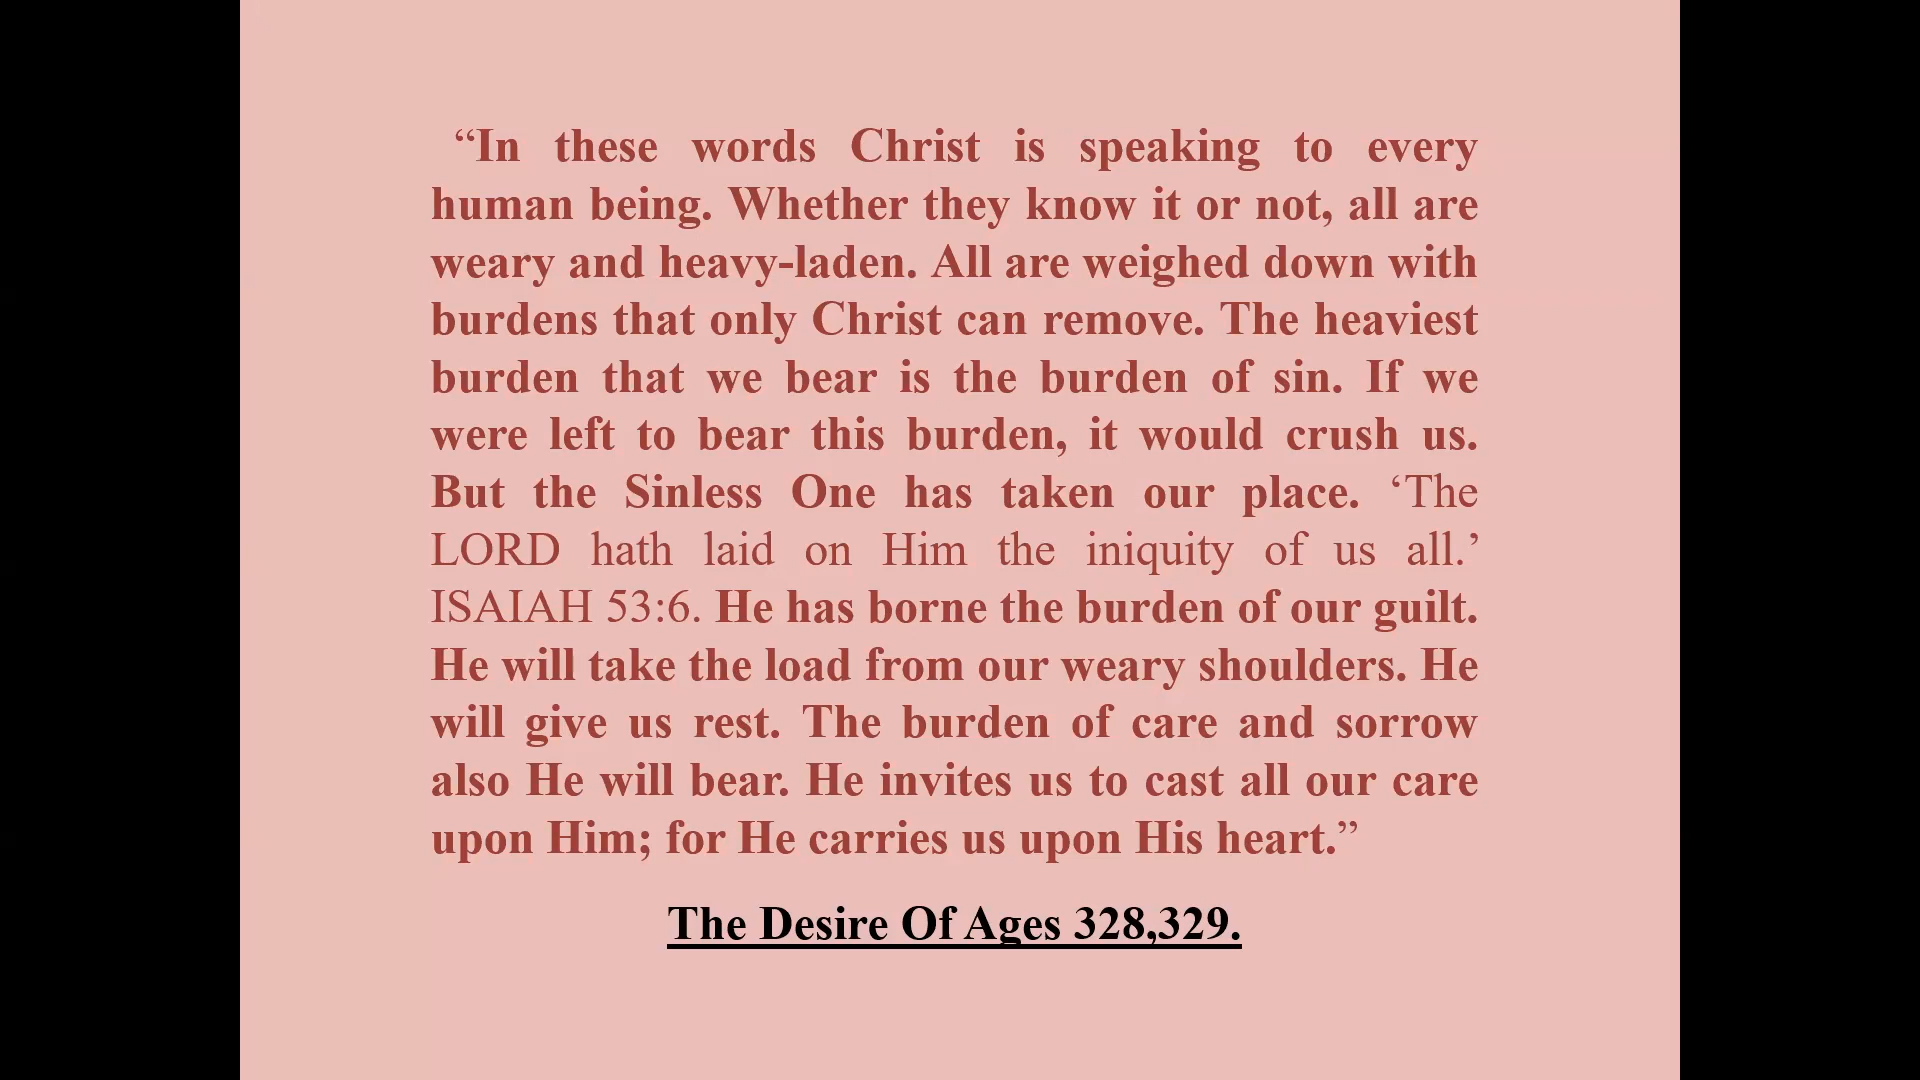 “In these words Christ is speaking to every
human being. Whether they know it or not, all are
weary and heavy-laden. All are weighed down with
burdens that only Christ can remove. The heaviest
burden that we bear is the burden of sin. If we
were left to bear this burden, it would crush us.
But the Sinless One has taken our place. ‘The
LORD hath laid on Him the iniquity of us all.’
ISAIAH 53:6. He has borne the burden of our guilt.
He will take the load from our weary shoulders. He
will give us rest. The burden of care and sorrow
also He will bear. He invites us to cast all our care
upon Him; for He carries us upon His heart.”
The Desire Of Ages 328,329.